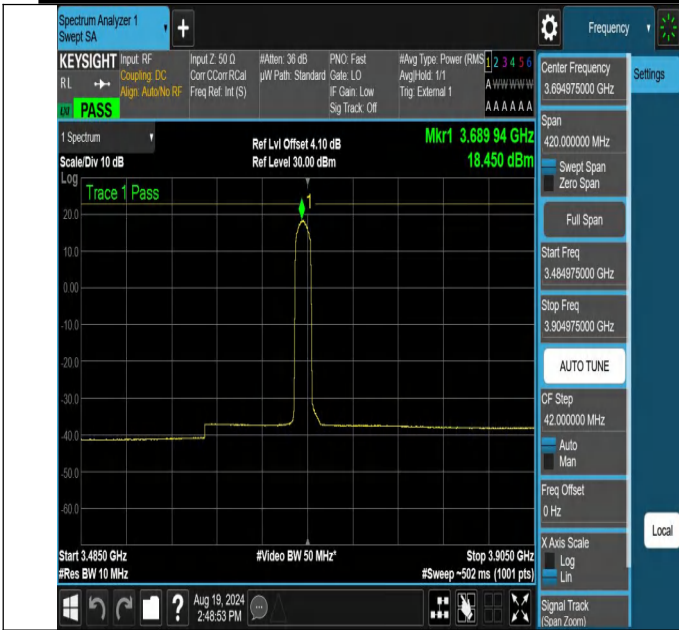 Spectrum Analyzer 1
Swept SA
+
Frequency
KEYSIGHT
RL
PASS
Input: RF
Coupling: DC
Align: Auto/No RF
Input Z: 50 Ω
Corr CCorr RCal
Freq Ref: Int (S)
#Atten: 36 dB
µW Path: Standard
PNO: Fast
Gate: LO
IF Gain: Low
Sig Track: Off
#Avg Type: Power (RMS
Avg|Hold: 1/1
Trig: External 1
1 2 3 4 5 6
A W W W W W
A A A A A A
1 Spectrum
Scale/Div 10 dB
Ref Lvl Offset 4.10 dB
Ref Level 30.00 dBm
Mkr1 3.689 94 GHz
18.450 dBm
Log
Trace 1 Pass
1
20.0
10.0
0.00
-10.0
-20.0
-30.0
-40.0
-50.0
-60.0
Start 3.4850 GHz
#Res BW 10 MHz
#Video BW 50 MHz*
Stop 3.9050 GHz
#Sweep ~502 ms (1001 pts)
Center Frequency
3.694975000 GHz
Settings
Span
420.000000 MHz
Swept Span
Zero Span
Full Span
Start Freq
3.484975000 GHz
Stop Freq
3.904975000 GHz
AUTO TUNE
CF Step
42.000000 MHz
Auto
Man
Freq Offset
0 Hz
X Axis Scale
Log
Lin
Local
Signal Track
(Span Zoom)
?
Aug 19, 2024
2:48:53 PM